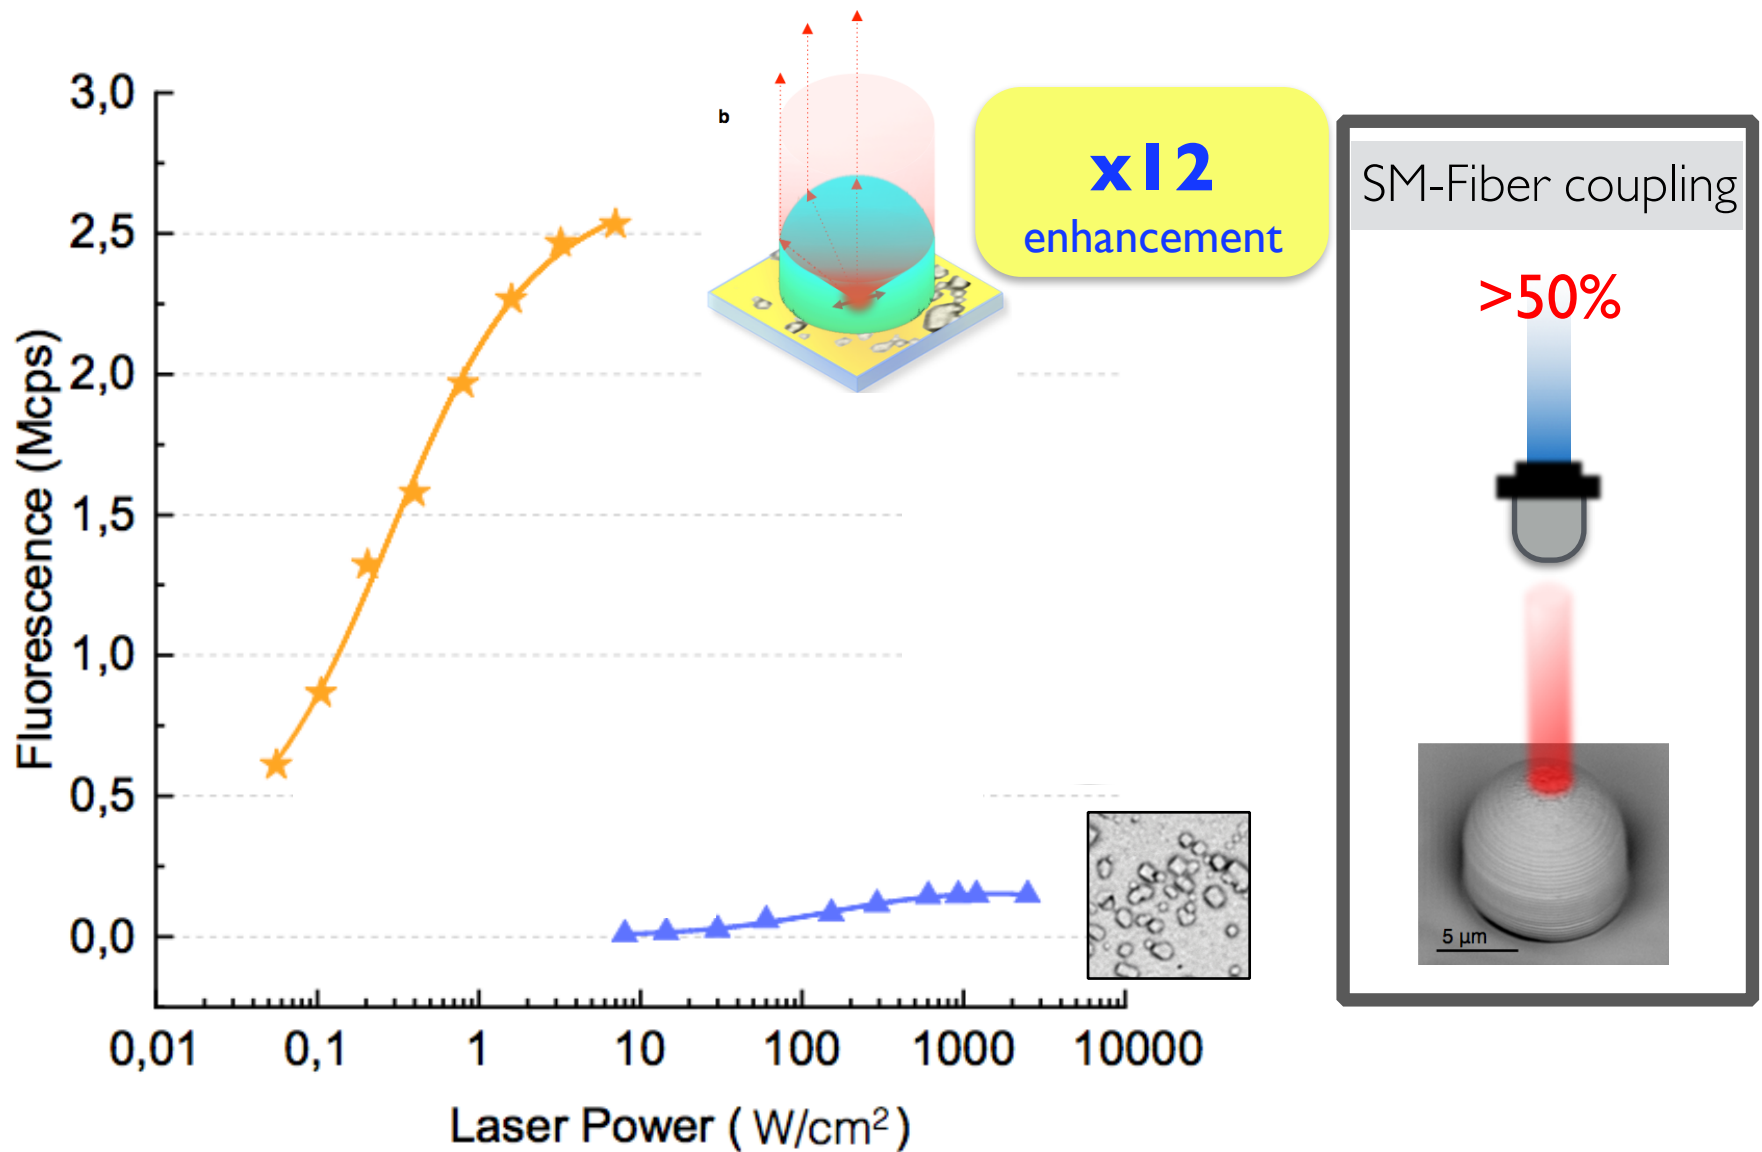 3,0
2,5
2,0
1,5
1,0
0,5
0,0
Fluorescence (Mcps)
0,01
0,1
1
10
100
1000
10000
Laser Power ( W/cm²)
b
x12
enhancement
SM-Fiber coupling
>50%
5 µm